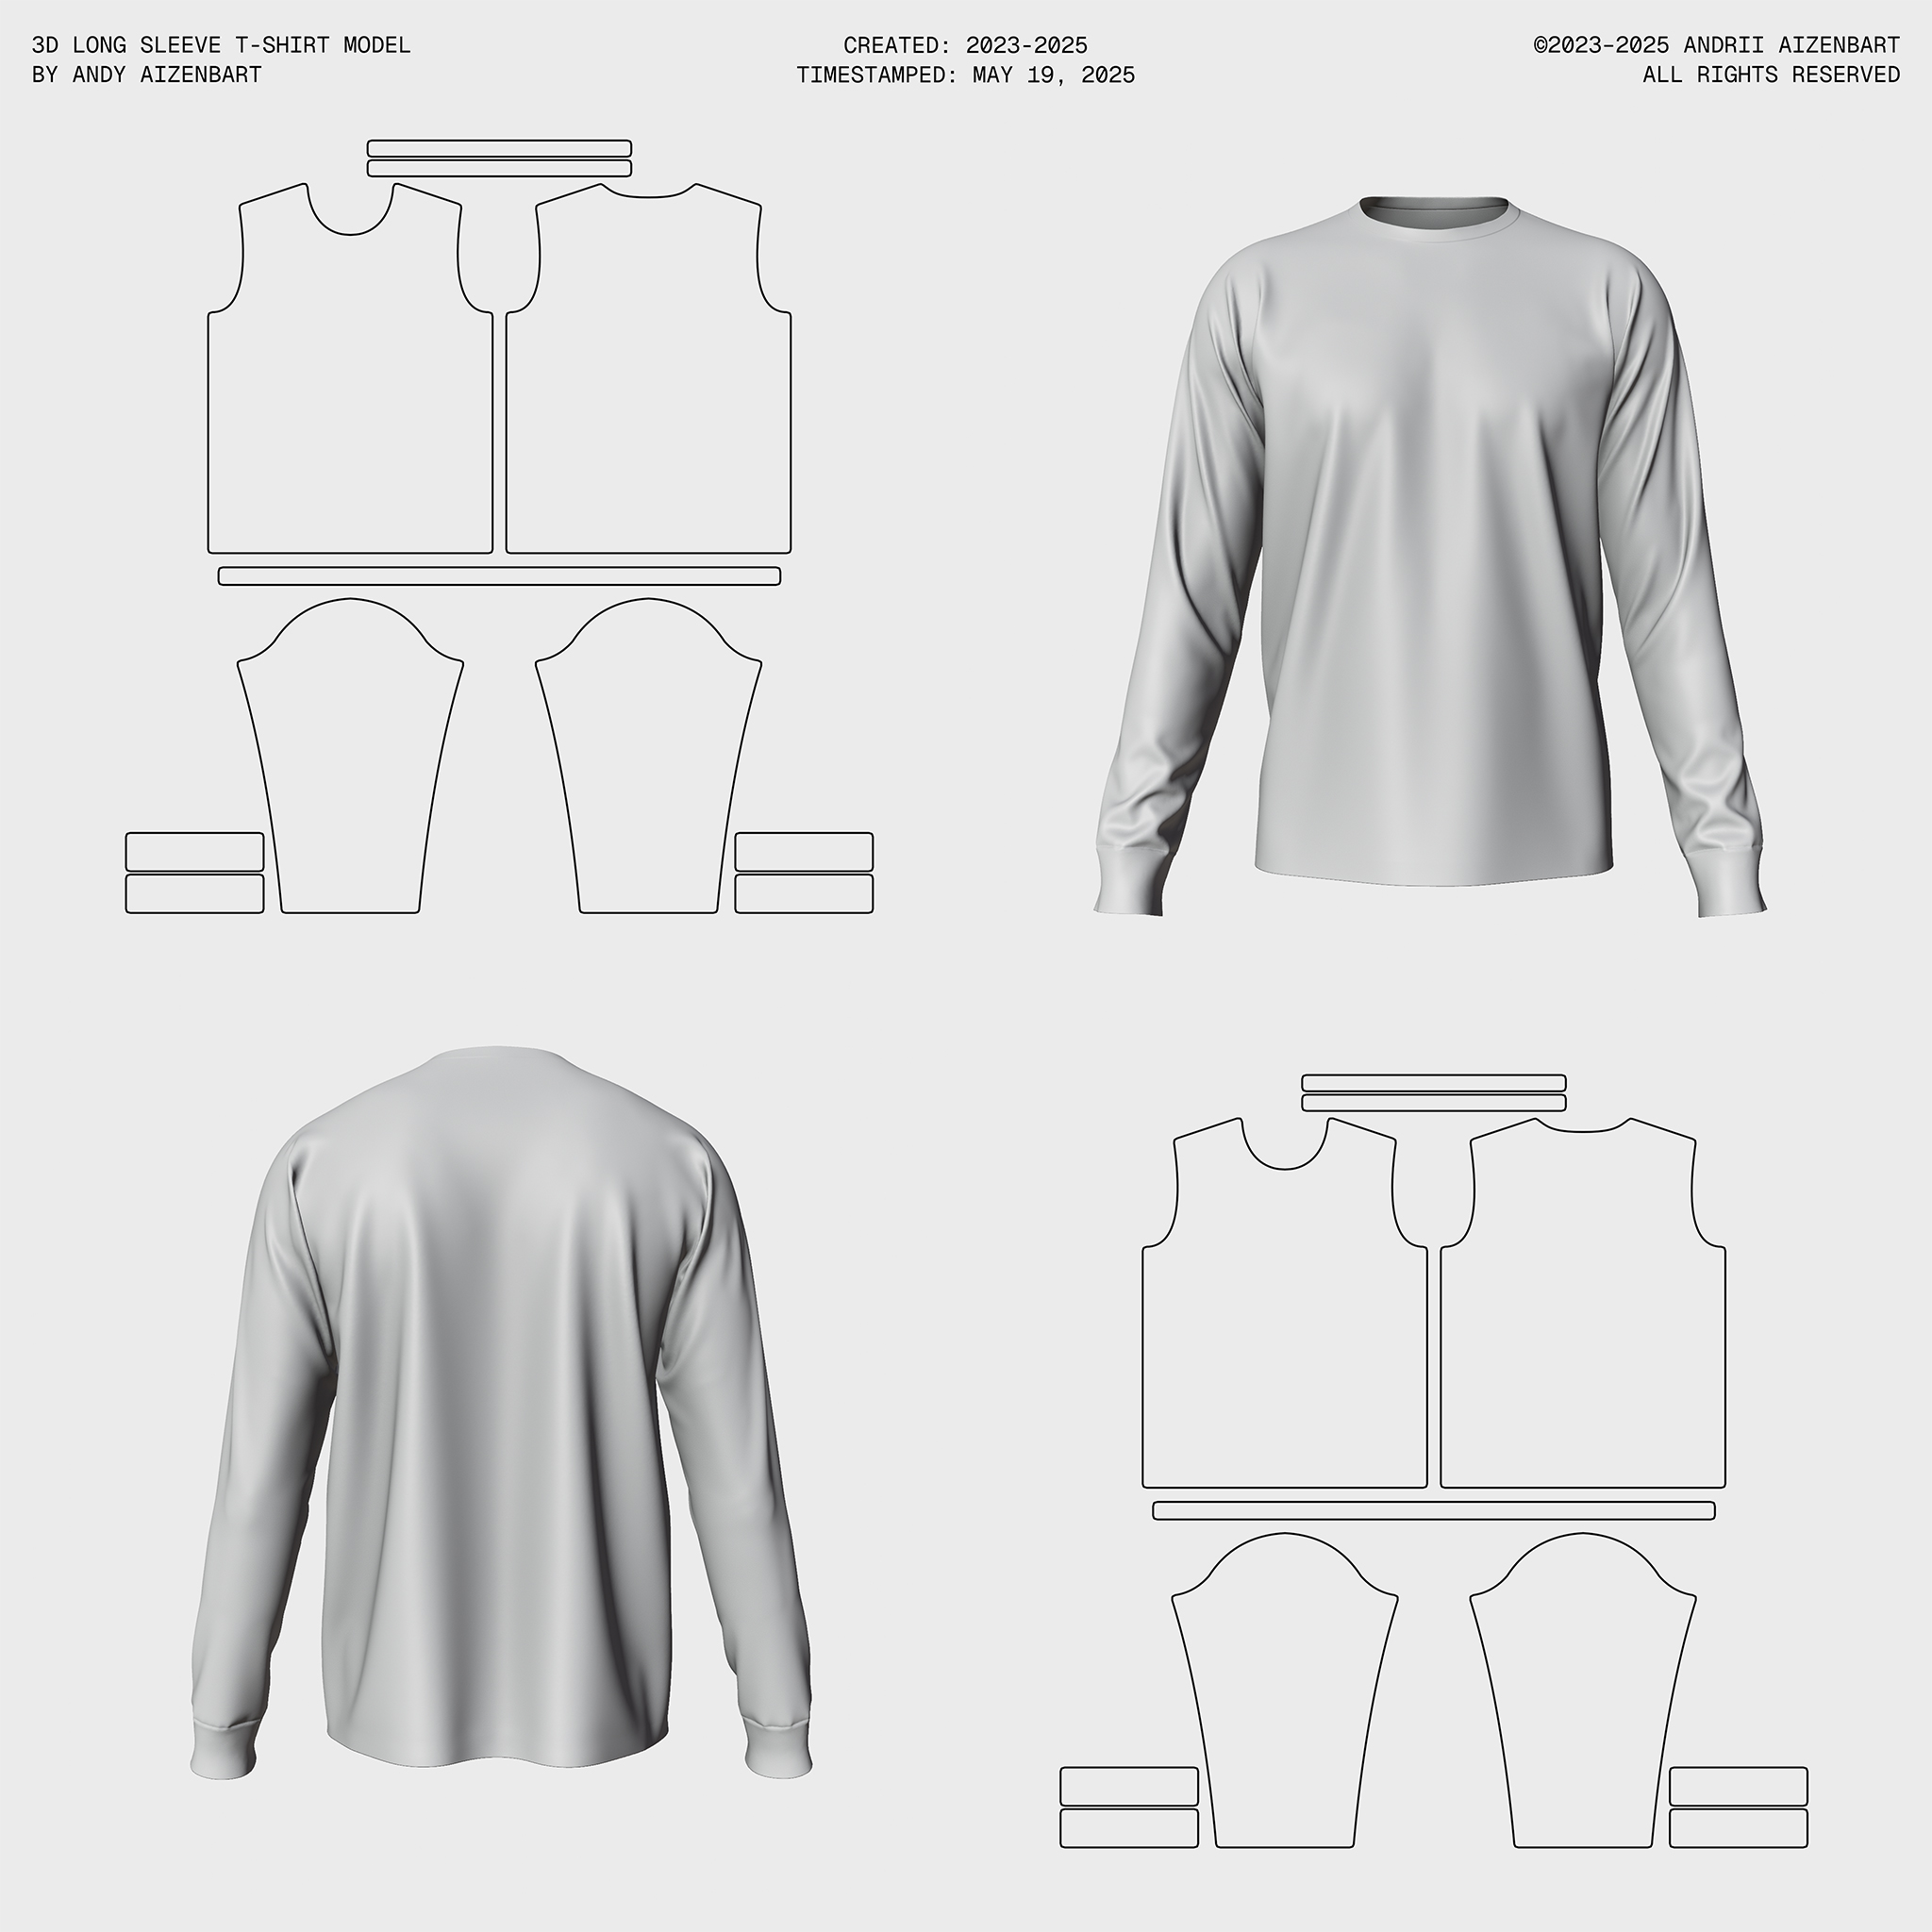 3D LONG SLEEVE T-SHIRT MODEL
BY ANDY AIZENBART
CREATED: 2023-2025
TIMESTAMPED: MAY 19, 2025
©2023-2025 ANDRII AIZENBART
ALL RIGHTS RESERVED